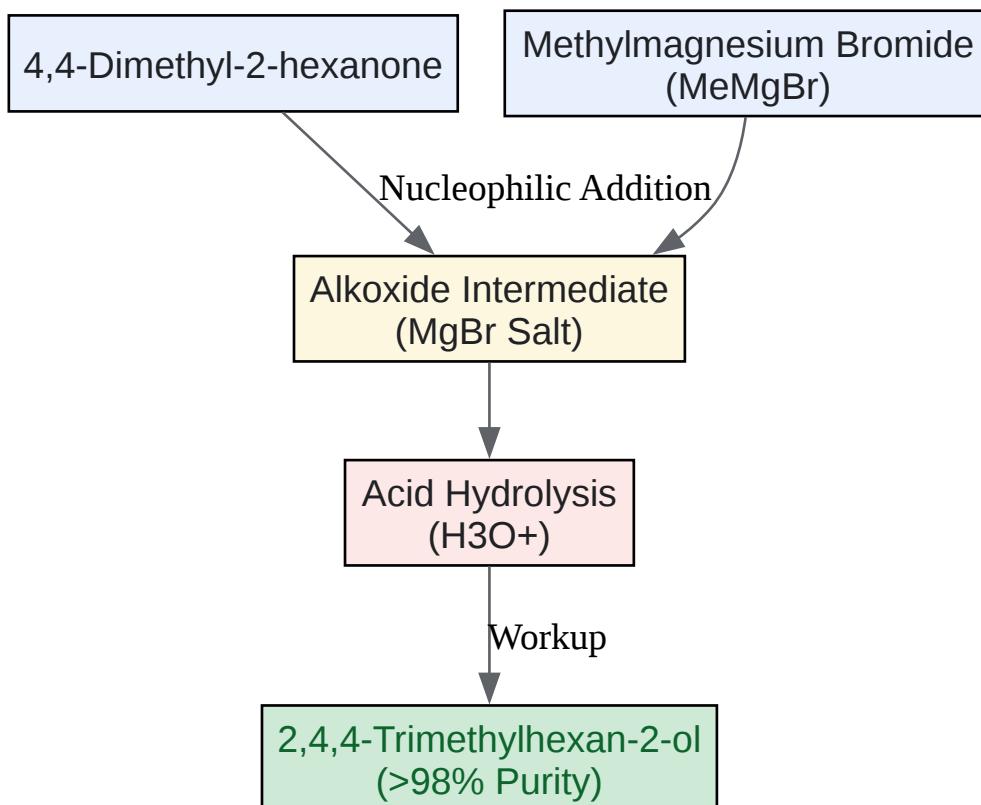 4,4-Dimethyl-2-hexanone
Methylmagnesium Bromide
(MeMgBr)
Nucleophilic Addition
Alkoxide Intermediate
(MgBr Salt)
Acid Hydrolysis
(H3O+)
Workup
2,4,4-Trimethylhexan-2-ol
(>98% Purity)